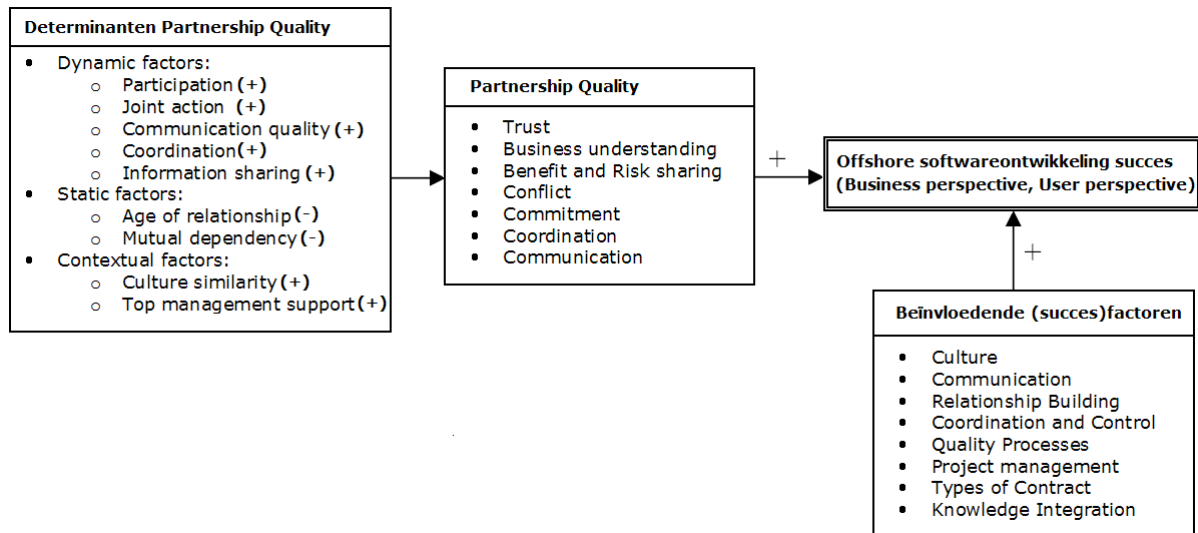 Determinanten Partnership Quality
• Dynamic factors:
o Participation (+)
o Joint action (+)
o Communication quality (+)
o Coordination(+)
o Information sharing (+)
• Static factors:
o Age of relationship(-)
o Mutual dependency(-)
• Contextual factors:
o Culture similarity(+)
o Top management support(+)
Partnership Quality
• Trust
• Business understanding
• Benefit and Risk sharing
• Conflict
• Commitment
• Coordination
• Communication
+
Offshore softwareontwikkeling succes
(Business perspective, User perspective)
+
Beïnvloedende (succes)factoren
• Culture
• Communication
• Relationship Building
• Coordination and Control
• Quality Processes
• Project management
• Types of Contract
• Knowledge Integration